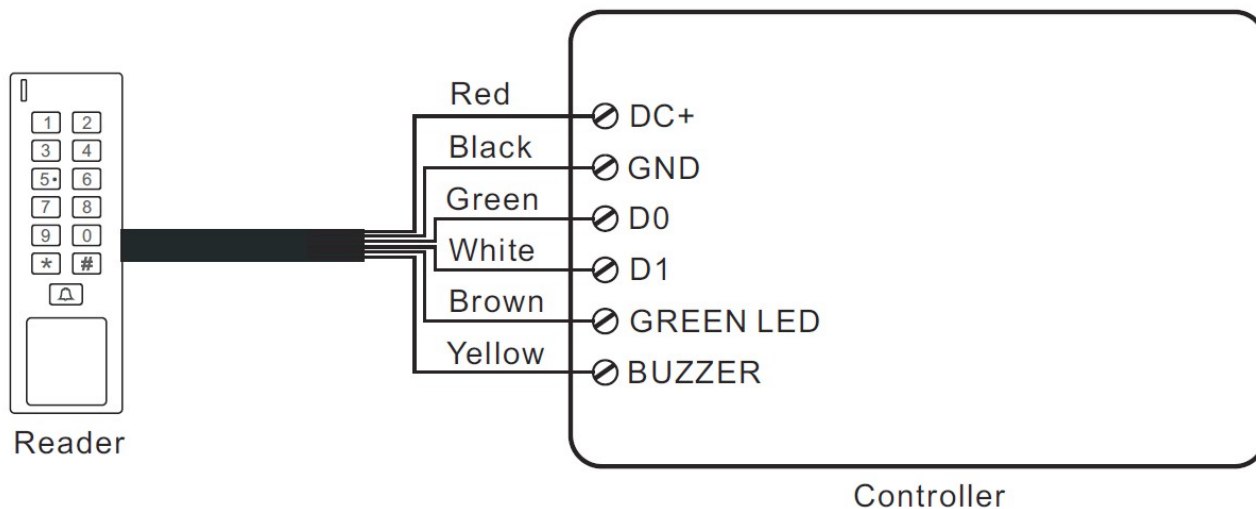 Red
DC+
Black
GND
Green
D0
White
D1
Brown
GREEN LED
Yellow
BUZZER
1 2
3 4
5 6
7 8
9 0
* #
Reader
Controller